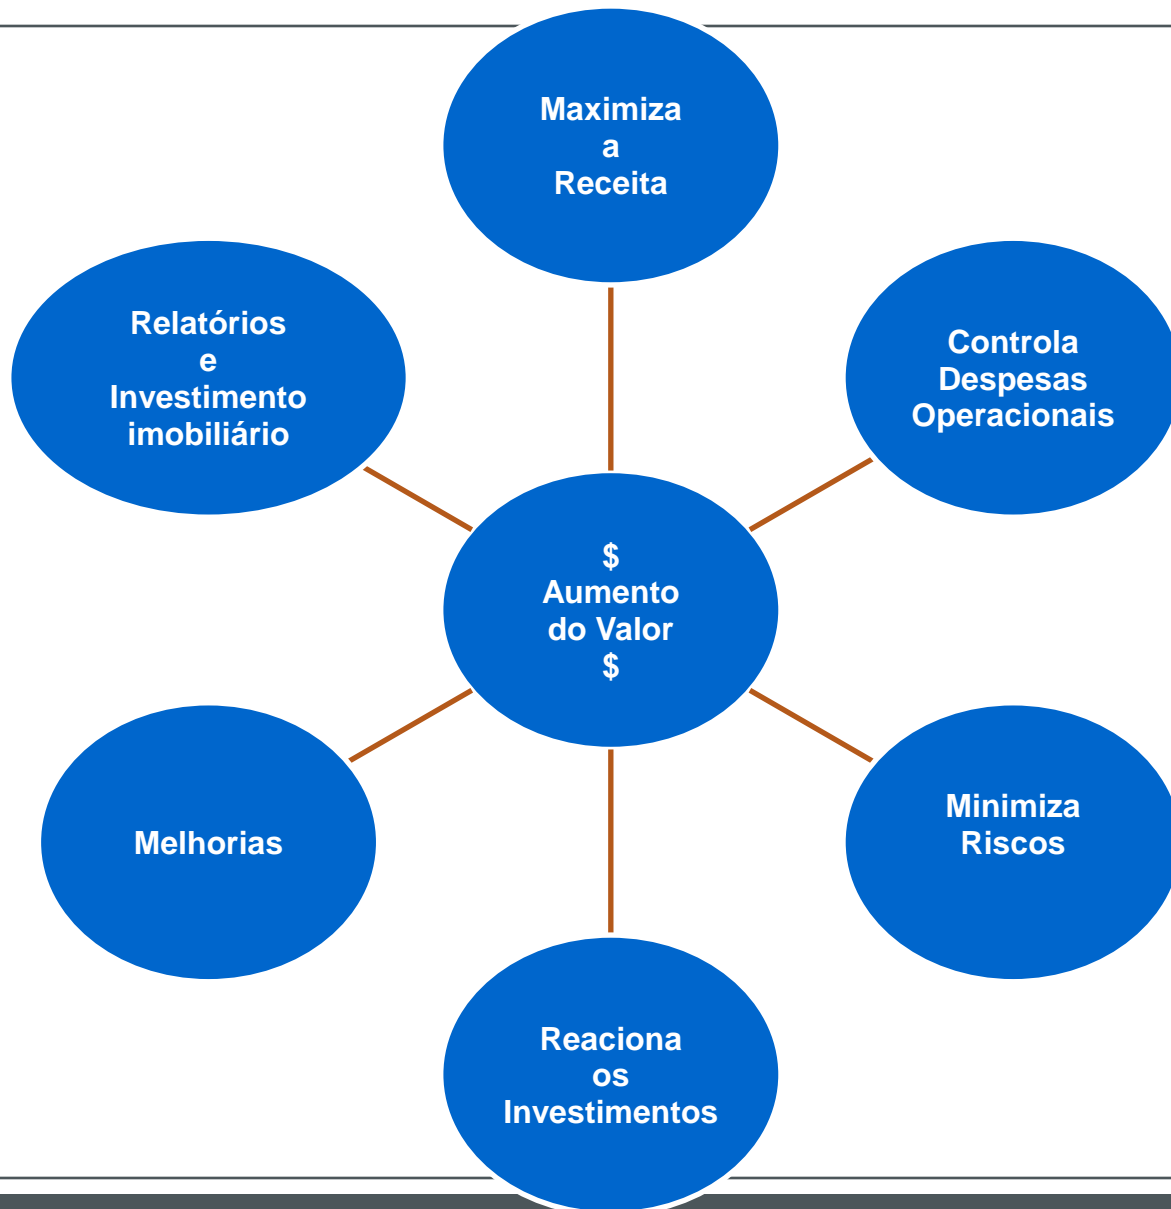 Maximiza
a
Receita
Relatórios
e
Investimento
imobiliário
Controla
Despesas
Operacionais
$
Aumento
do Valor
$
Melhorias
Minimiza
Riscos
Reaciona
os
Investimentos